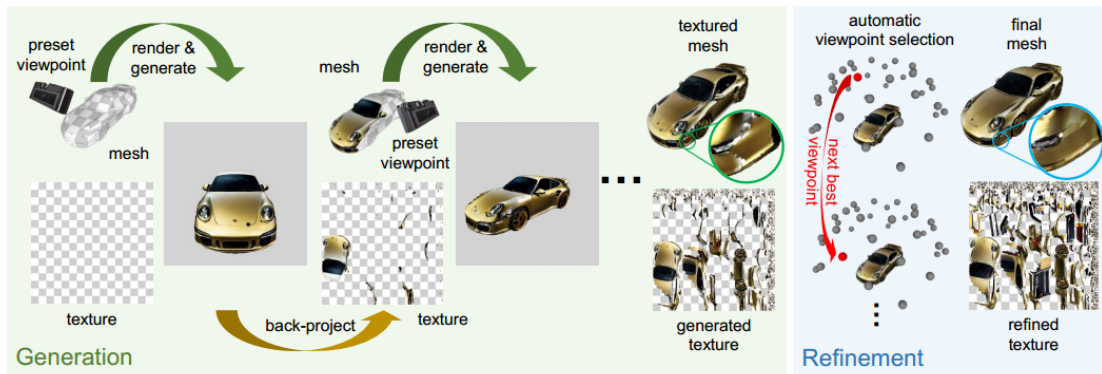 preset
viewpoint
render &
generate
mesh
texture
back-project
mesh
render &
generate
preset
viewpoint
texture
textured
mesh
generated
texture
Generation
automatic
viewpoint selection
next best
viewpoint
final
mesh
refined
texture
Refinement